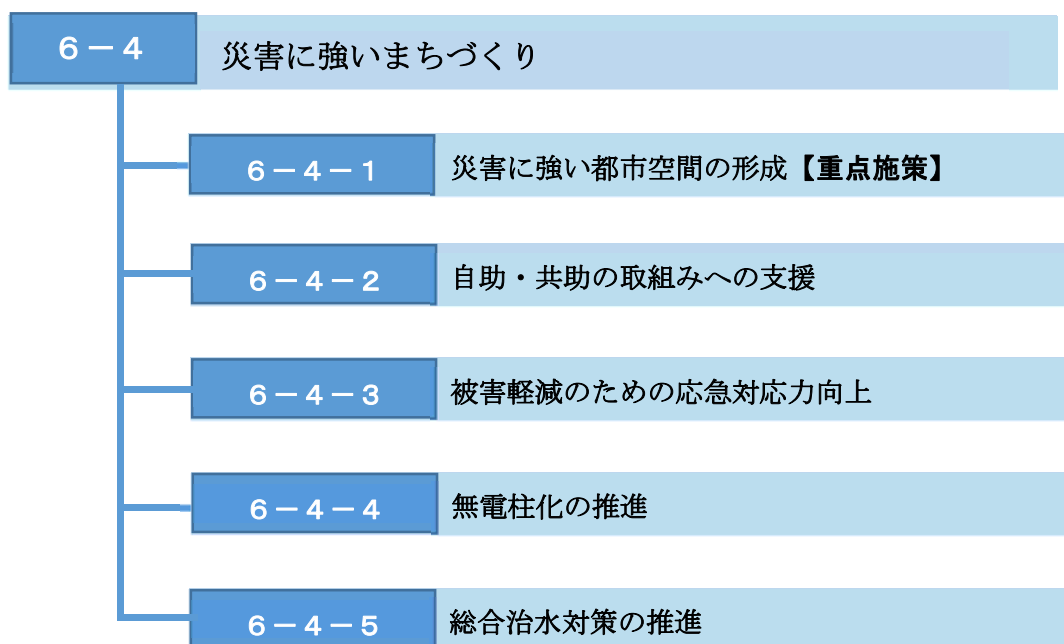 6-4
災害に強いまちづくり
6-4-1
災害に強い都市空間の形成【重点施策】
6-4-2
自助・共助の取組みへの支援
6-4-3
被害軽減のための応急対応力向上
6-4-4
無電柱化の推進
6-4-5
総合治水対策の推進